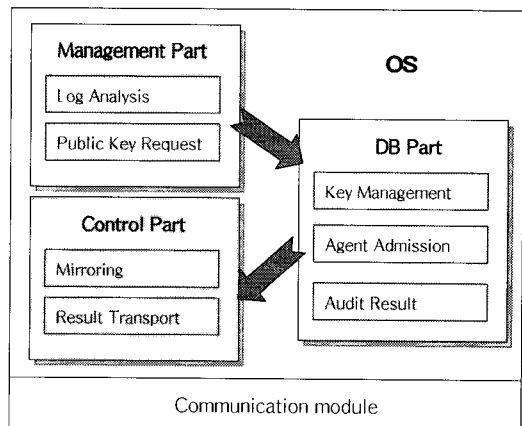 Management Part
Log Analysis
Public Key Request
OS
DB Part
Key Management
Agent Admission
Audit Result
Control Part
Mirroring
Result Transport
Communication module